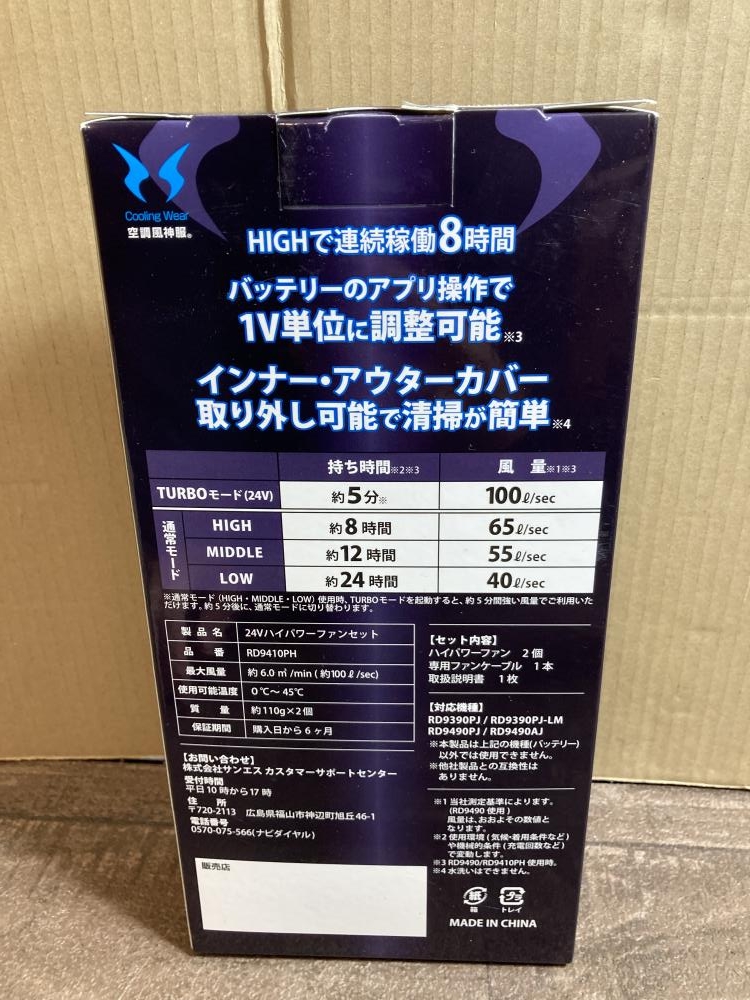 Cooling Wear
空調風神服®
HIGHで連続稼働8時間
バッテリーのアプリ操作で
1V単位に調整可能※3
インナー・アウターカバー
取り外し可能で清掃が簡単※4
持ち時間※2※3 風量※1※3
TURBOモード(24V) 約5分※ 100ℓ/sec
通常モード
HIGH 約8時間 65ℓ/sec
MIDDLE 約12時間 55ℓ/sec
LOW 約24時間 40ℓ/sec
※通常モード(HIGH・MIDDLE・LOW)使用時、TURBOモードを起動すると、約5分間強い風量でご利用いた
だけます。約5分後に、通常モードに切り替わります。
製品名 24Vハイパワーファンセット
品番 RD9410PH
最大風量 約6.0㎥/min(約100ℓ/sec)
使用可能温度 0℃～45℃
質量 約110g×2個
保証期間 購入日から6ヶ月
【お問い合わせ】
株式会社サンエス カスタマーサポートセンター
受付時間
平日10時から17時
住所
〒720-2113 広島県福山市神辺町旭丘46-1
電話番号
0570-075-566(ナビダイヤル)
販売店
【セット内容】
ハイパワーファン 2個
専用ファンケーブル 1本
取扱説明書 1枚
【対応機種】
RD9390PJ / RD9390PJ-LM
RD9490PJ / RD9490AJ
※本製品は上記の機種(バッテリー)
以外では使用できません。
※他社製品との互換性は
ありません。
※1 当社測定基準によります。
(RD9490使用)
風量は、おおよその数値と
なります。
※2 使用環境(気候・着用条件など)
や機械的条件(充電回数など)
で変動します。
※3 RD9490/RD9410PH 使用時。
※4 水洗いはできません。
紙 プラ
箱 トレイ
MADE IN CHINA